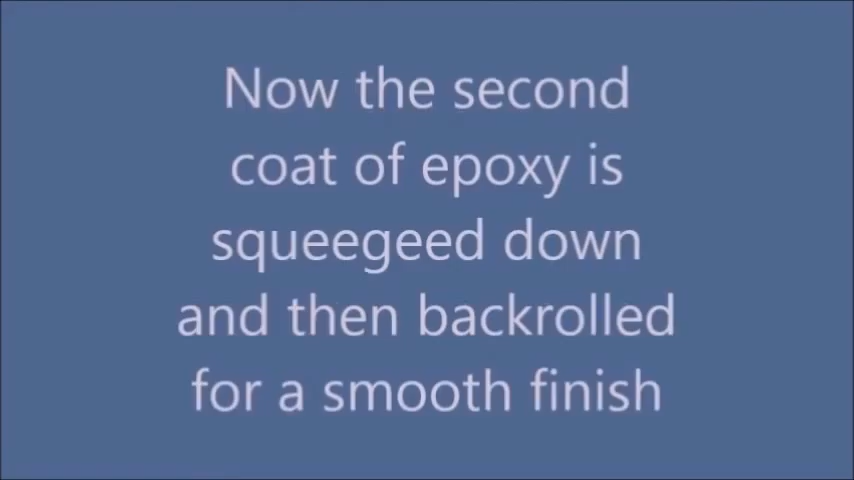 Now the second
coat of epoxy is
squeegeed down
and then backrolled
for a smooth finish